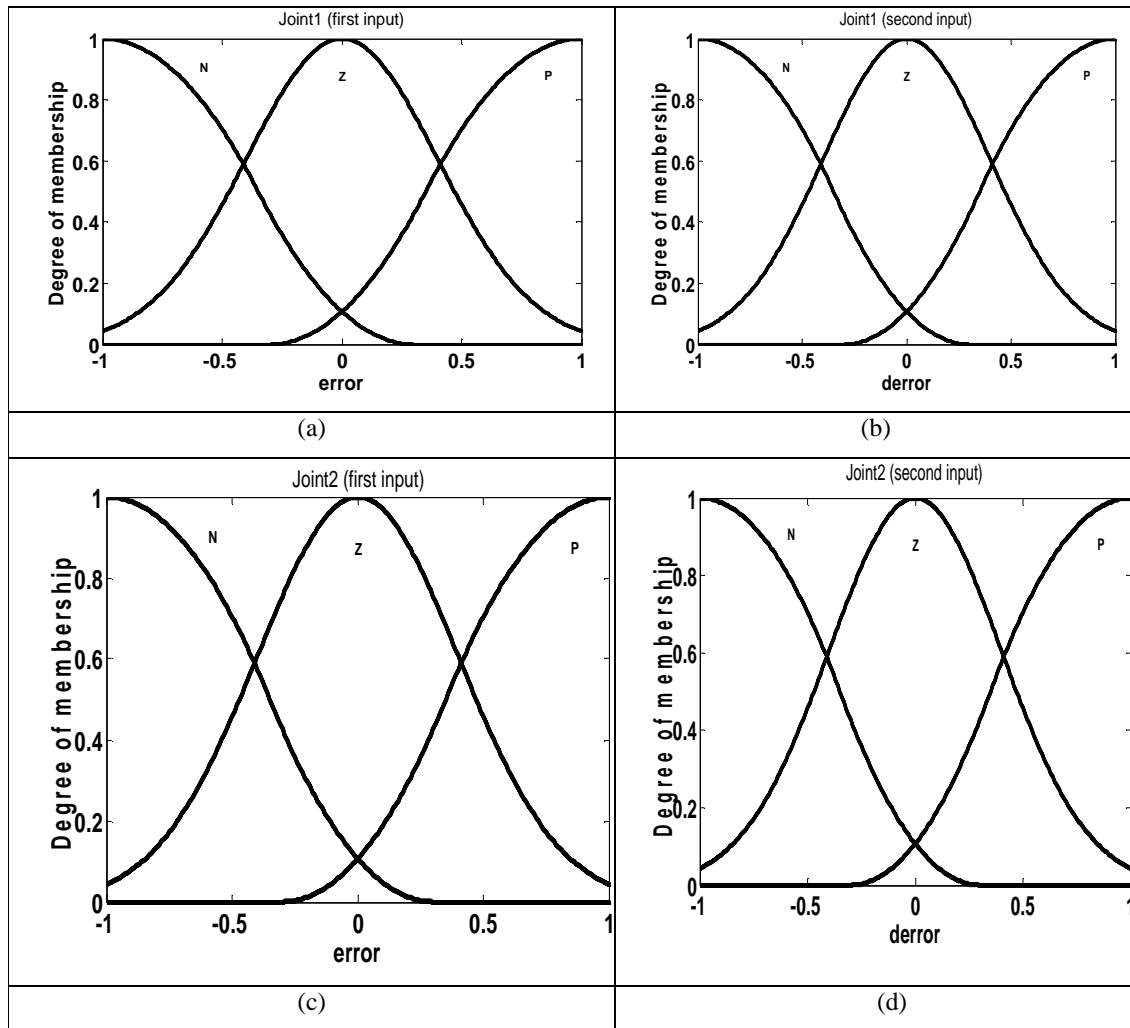 Joint1 (first input)
N
Z
P
Degree of membership
1
0.8
0.6
0.4
0.2
0
-1 -0.5 0 0.5 1
error
(a)
Joint1 (second input)
N
Z
P
Degree of membership
1
0.8
0.6
0.4
0.2
0
-1 -0.5 0 0.5 1
derror
(b)
Joint2 (first input)
N
Z
P
Degree of membership
1
0.8
0.6
0.4
0.2
0
-1 -0.5 0 0.5 1
error
(c)
Joint2 (second input)
N
Z
P
Degree of membership
1
0.8
0.6
0.4
0.2
0
-1 -0.5 0 0.5 1
derror
(d)